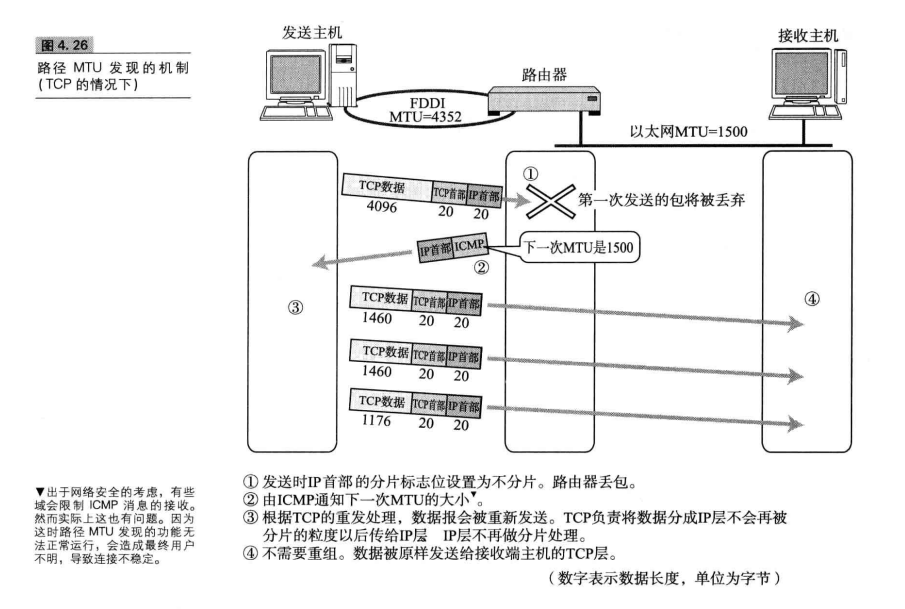 图 4.26
路径 MTU 发现的机制
(TCP 的情况下)
发送主机
接收主机
路由器
FDDI
MTU=4352
以太网MTU=1500
①
TCP数据 TCP首部 IP首部
4096 20 20
第一次发送的包将被丢弃
IP首部 ICMP
下一次MTU是1500
②
③
④
TCP数据 TCP首部 IP首部
1460 20 20
TCP数据 TCP首部 IP首部
1460 20 20
TCP数据 TCP首部 IP首部
1176 20 20
▼出于网络安全的考虑，有些
域会限制 ICMP 消息的接收。
然而实际上这也有问题。因为
这时路径 MTU 发现的功能无
法正常运行，会造成最终用户
不明，导致连接不稳定。
① 发送时IP首部的分片标志位设置为不分片。路由器丢包。
② 由ICMP通知下一次MTU的大小▼。
③ 根据TCP的重发处理，数据报会被重新发送。TCP负责将数据分成IP层不会再被
分片的粒度以后传给IP层 IP层不再做分片处理。
④ 不需要重组。数据被原样发送给接收端主机的TCP层。
（数字表示数据长度，单位为字节）